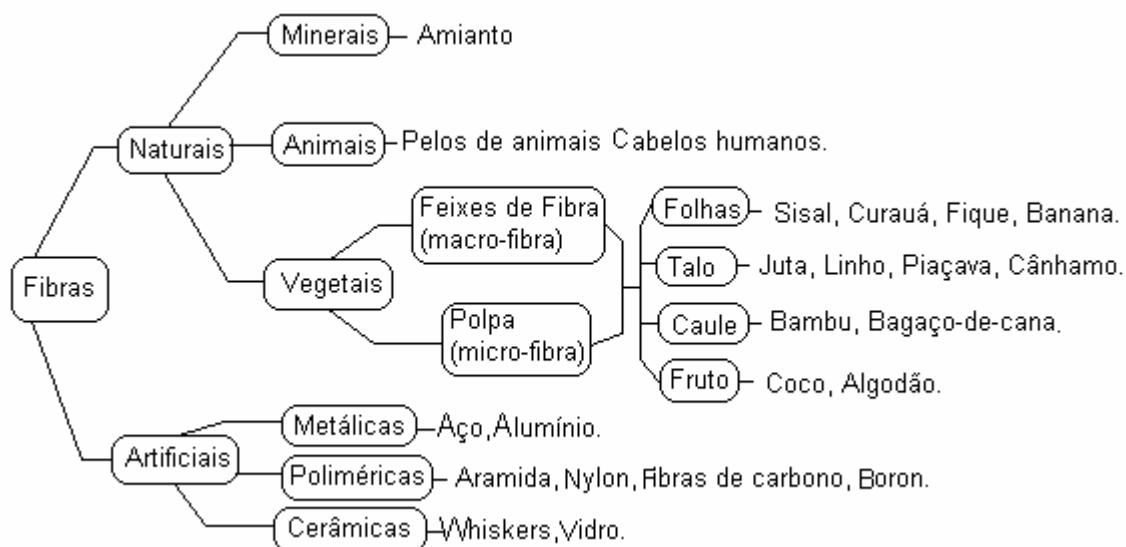 Minerais
Amianto
Naturais
Animais
Pelos de animais Cabelos humanos.
Feixes de Fibra
(macro-fibra)
Folhas
Sisal, Curauá, Fique, Banana.
Fibras
Vegetais
Talo
Juta, Linho, Piaçava, Cânhamo.
Polpa
(micro-fibra)
Caule
Bambu, Bagaço-de-cana.
Fruto
Coco, Algodão.
Artificiais
Metálicas
Aço, Alumínio.
Poliméricas
Aramida, Nylon, Fibras de carbono, Boron.
Cerâmicas
Whiskers, Vidro.